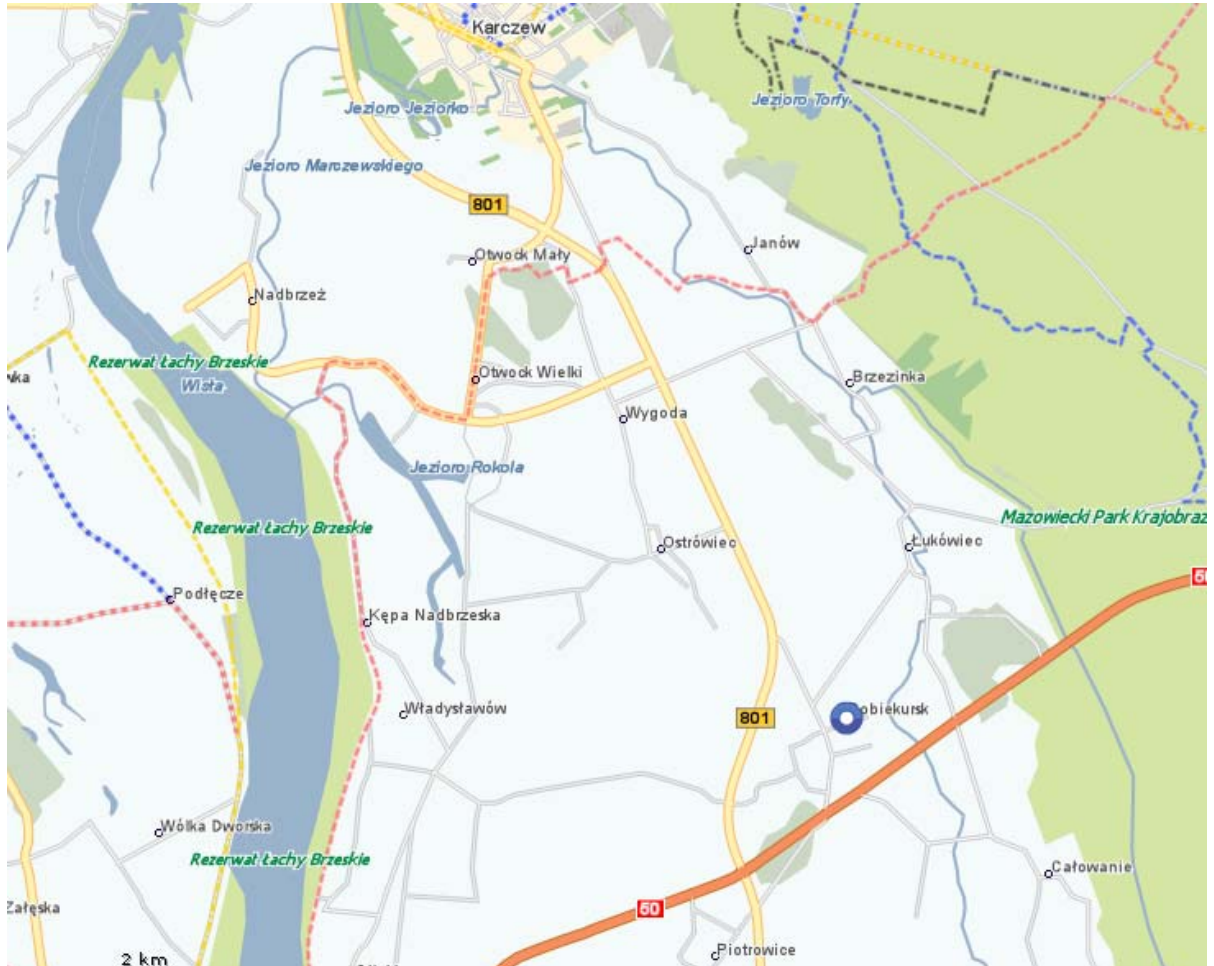 Karczew
Jezioro Jeziorko
Jezioro Torfy
Jezioro Marczewskiego
801
Janów
Otwock Mały
Nadbrzeż
Rezerwat Łachy Brzeskie
wka
Wisła
Otwock Wielki
Brzezinka
Wygoda
Jezioro Rokola
Mazowiecki Park Krajobraz
Rezerwat Łachy Brzeskie
Ostrówiec
Łukówiec
Podłęcze
Kępa Nadbrzeska
Władysławów
801
obiekursk
Wólka Dworska
Rezerwat Łachy Brzeskie
Całowanie
Załęska
50
Piotrowice
2 km